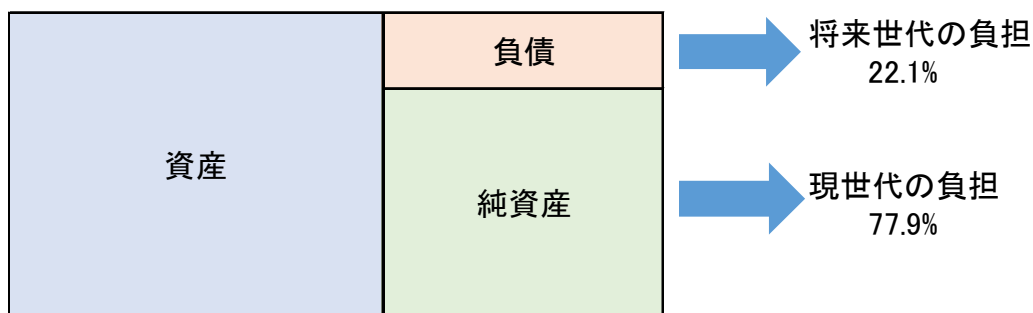 資産
負債
純資産
将来世代の負担
22.1%
現世代の負担
77.9%